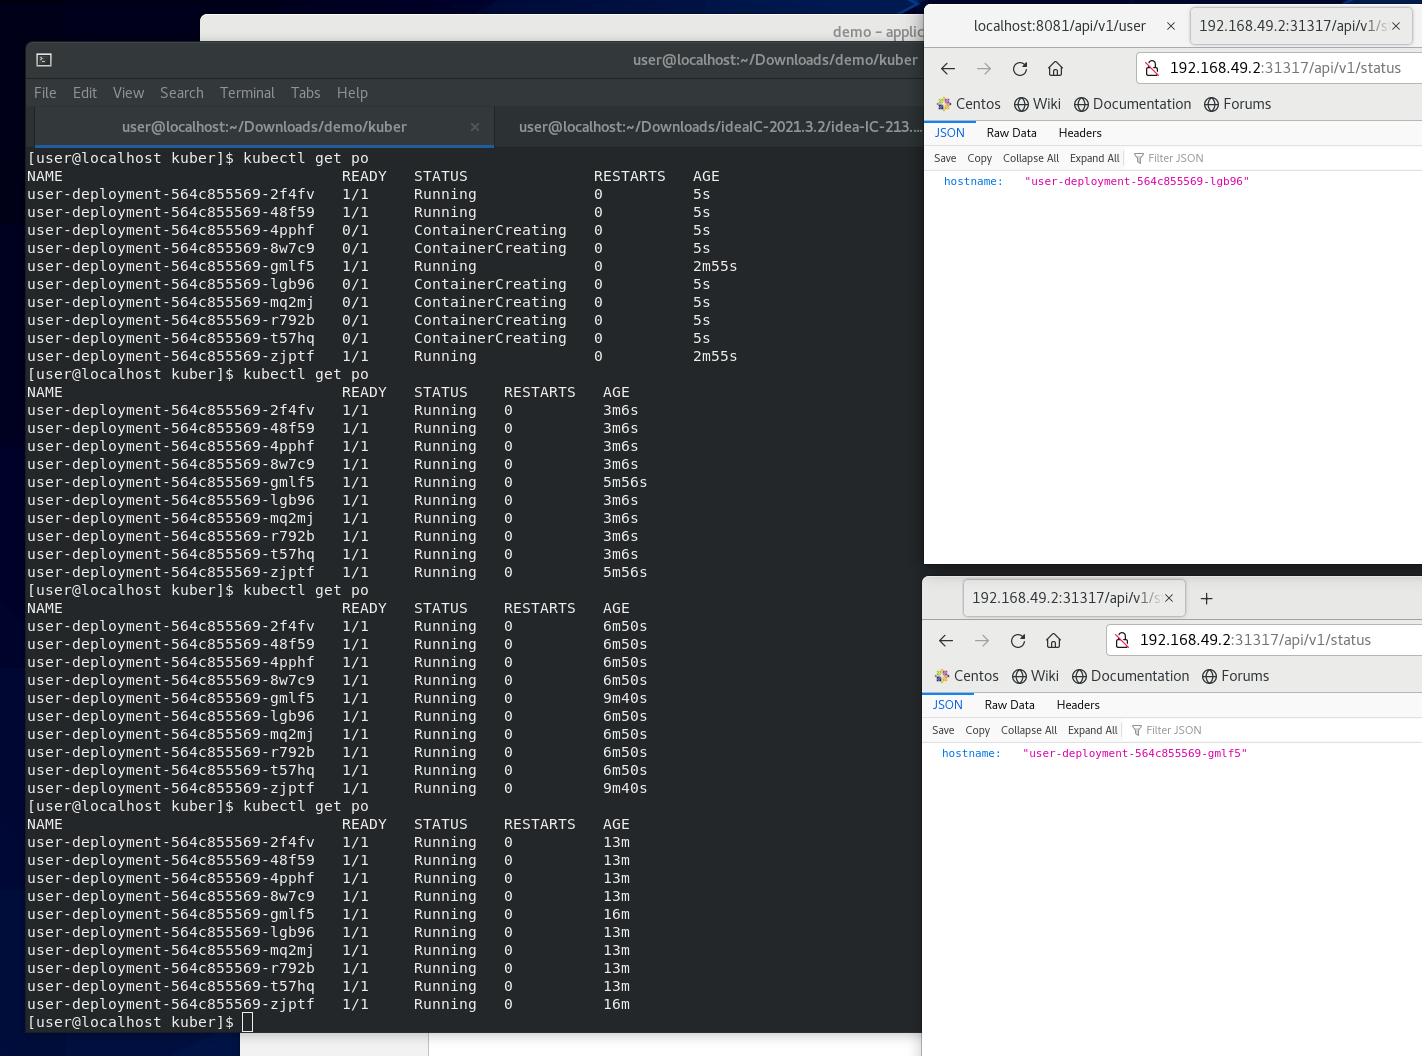 demo – applic
user@localhost:~/Downloads/demo/kuber
File Edit View Search Terminal Tabs Help
user@localhost:~/Downloads/demo/kuber × user@localhost:~/Downloads/ideaIC-2021.3.2/idea-IC-213....
[user@localhost kuber]$ kubectl get po
NAME READY STATUS RESTARTS AGE
user-deployment-564c855569-2f4fv 1/1 Running 0 5s
user-deployment-564c855569-48f59 1/1 Running 0 5s
user-deployment-564c855569-4pphf 0/1 ContainerCreating 0 5s
user-deployment-564c855569-8w7c9 0/1 ContainerCreating 0 5s
user-deployment-564c855569-gmlf5 1/1 Running 0 2m55s
user-deployment-564c855569-lgb96 0/1 ContainerCreating 0 5s
user-deployment-564c855569-mq2mj 0/1 ContainerCreating 0 5s
user-deployment-564c855569-r792b 0/1 ContainerCreating 0 5s
user-deployment-564c855569-t57hq 0/1 ContainerCreating 0 5s
user-deployment-564c855569-zjptf 1/1 Running 0 2m55s
[user@localhost kuber]$ kubectl get po
NAME READY STATUS RESTARTS AGE
user-deployment-564c855569-2f4fv 1/1 Running 0 3m6s
user-deployment-564c855569-48f59 1/1 Running 0 3m6s
user-deployment-564c855569-4pphf 1/1 Running 0 3m6s
user-deployment-564c855569-8w7c9 1/1 Running 0 3m6s
user-deployment-564c855569-gmlf5 1/1 Running 0 5m56s
user-deployment-564c855569-lgb96 1/1 Running 0 3m6s
user-deployment-564c855569-mq2mj 1/1 Running 0 3m6s
user-deployment-564c855569-r792b 1/1 Running 0 3m6s
user-deployment-564c855569-t57hq 1/1 Running 0 3m6s
user-deployment-564c855569-zjptf 1/1 Running 0 5m56s
[user@localhost kuber]$ kubectl get po
NAME READY STATUS RESTARTS AGE
user-deployment-564c855569-2f4fv 1/1 Running 0 6m50s
user-deployment-564c855569-48f59 1/1 Running 0 6m50s
user-deployment-564c855569-4pphf 1/1 Running 0 6m50s
user-deployment-564c855569-8w7c9 1/1 Running 0 6m50s
user-deployment-564c855569-gmlf5 1/1 Running 0 9m40s
user-deployment-564c855569-lgb96 1/1 Running 0 6m50s
user-deployment-564c855569-mq2mj 1/1 Running 0 6m50s
user-deployment-564c855569-r792b 1/1 Running 0 6m50s
user-deployment-564c855569-t57hq 1/1 Running 0 6m50s
user-deployment-564c855569-zjptf 1/1 Running 0 9m40s
[user@localhost kuber]$ kubectl get po
NAME READY STATUS RESTARTS AGE
user-deployment-564c855569-2f4fv 1/1 Running 0 13m
user-deployment-564c855569-48f59 1/1 Running 0 13m
user-deployment-564c855569-4pphf 1/1 Running 0 13m
user-deployment-564c855569-8w7c9 1/1 Running 0 13m
user-deployment-564c855569-gmlf5 1/1 Running 0 16m
user-deployment-564c855569-lgb96 1/1 Running 0 13m
user-deployment-564c855569-mq2mj 1/1 Running 0 13m
user-deployment-564c855569-r792b 1/1 Running 0 13m
user-deployment-564c855569-t57hq 1/1 Running 0 13m
user-deployment-564c855569-zjptf 1/1 Running 0 16m
[user@localhost kuber]$
localhost:8081/api/v1/user × 192.168.49.2:31317/api/v1/s ×
192.168.49.2:31317/api/v1/status
Centos Wiki Documentation Forums
JSON Raw Data Headers
Save Copy Collapse All Expand All Filter JSON
hostname: "user-deployment-564c855569-lgb96"
192.168.49.2:31317/api/v1/s × +
192.168.49.2:31317/api/v1/status
Centos Wiki Documentation Forums
JSON Raw Data Headers
Save Copy Collapse All Expand All Filter JSON
hostname: "user-deployment-564c855569-gmlf5"